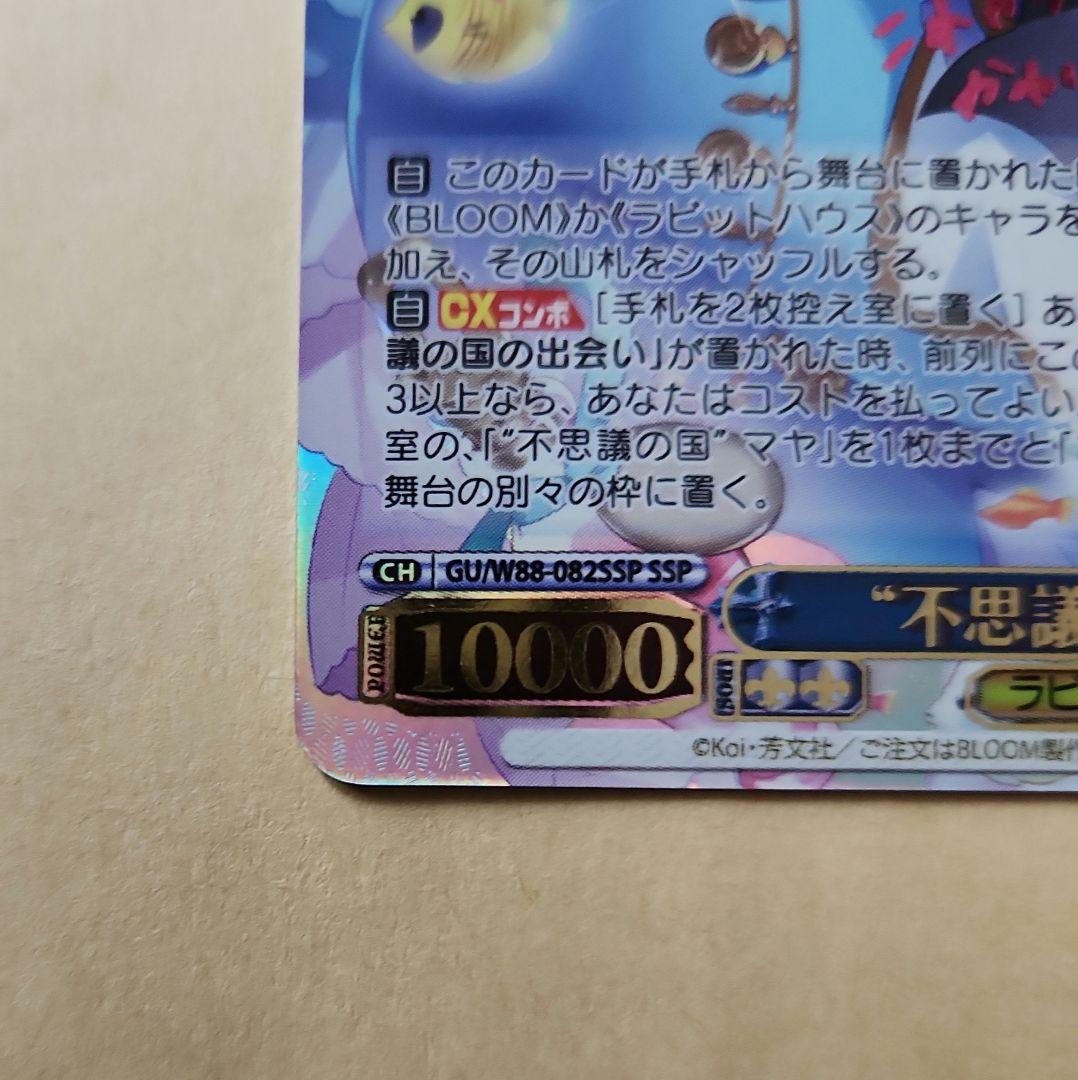 自 このカードが手札から舞台に置かれた
《BLOOM》か《ラビットハウス》のキャラを
加え、その山札をシャッフルする。
自 CXコンボ ［手札を2枚控え室に置く］ あ
議の国の出会い」が置かれた時、前列にこの
3以上なら、あなたはコストを払ってよい
室の、「“不思議の国” マヤ」を1枚までと「
舞台の別々の枠に置く。
CH GU/W88-082SSP SSP
“不思議
POWER 10000
SOUL
ラビ
©Koi・芳文社／ご注文はBLOOM製作